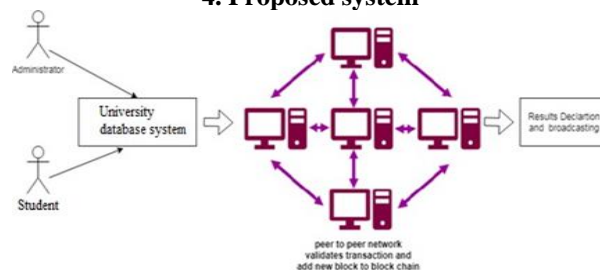 4. Proposed system
Administrator
University
database system
Results Declartion
and broadcasting
Student
peer to peer network
validates transaction and
add new block to block chain